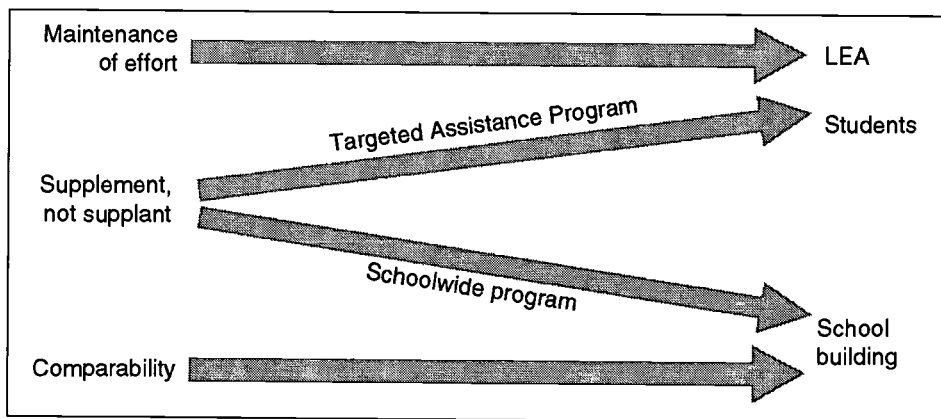 Maintenance
of effort
LEA
Targeted Assistance Program
Students
Supplement,
not supplant
Schoolwide program
School
building
Comparability